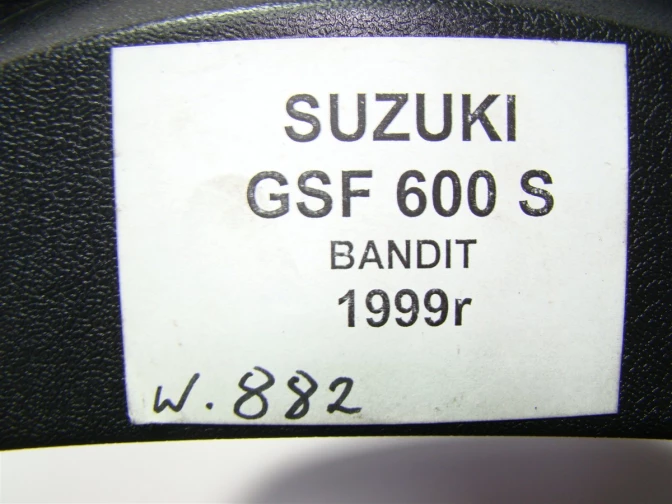 SUZUKI
GSF 600 S
BANDIT
1999r
W. 882